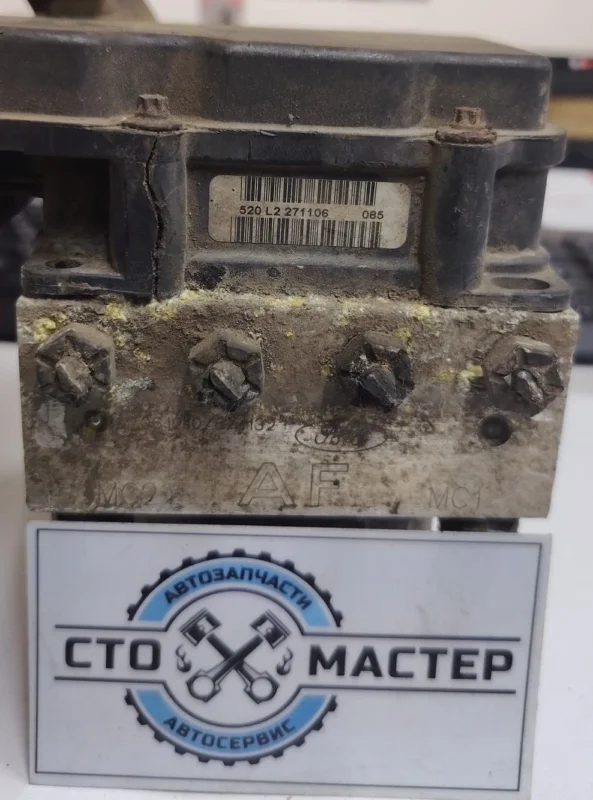 520 L2 271106 085
MC2 AF MC1
АВТОЗАПЧАСТИ
СТО МАСТЕР
АВТОСЕРВИС